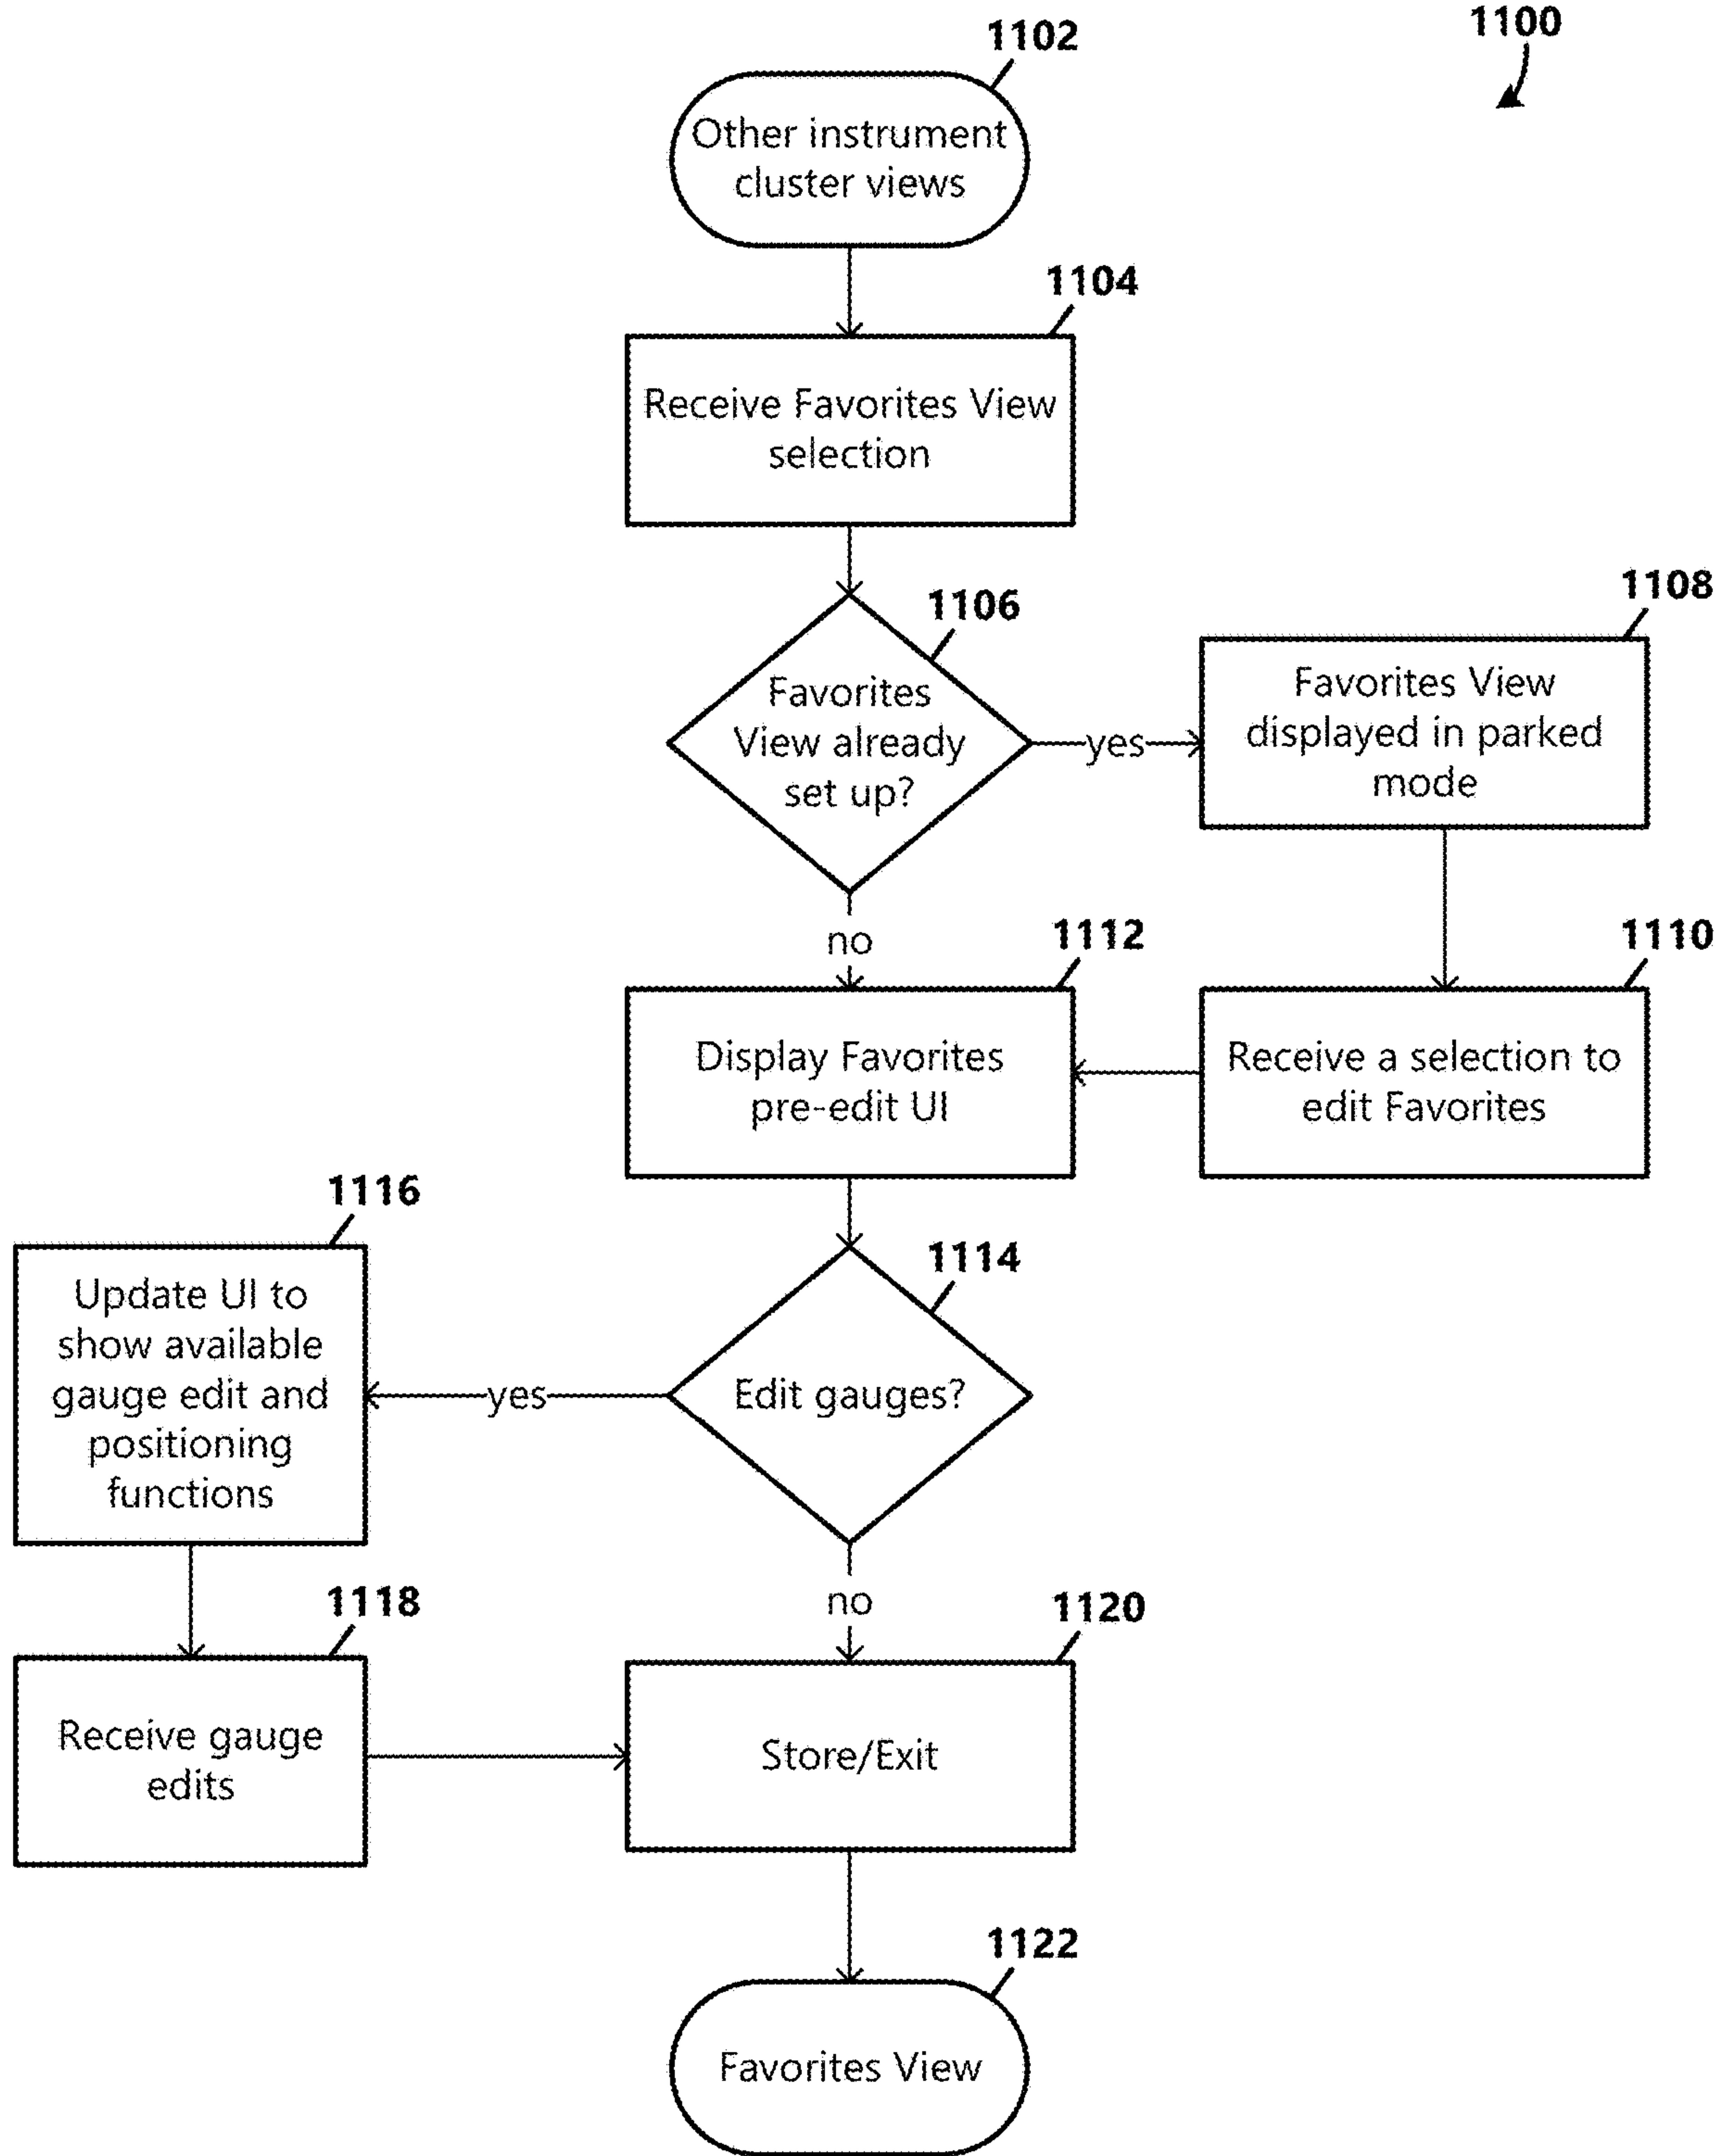 1100
1102
Other instrument
cluster views
1104
Receive Favorites View
selection
1106
Favorites
View already
set up?
yes
1108
Favorites View
displayed in parked
mode
no
1112
Display Favorites
pre-edit UI
1110
Receive a selection to
edit Favorites
1114
Edit gauges?
yes
1116
Update UI to
show available
gauge edit and
positioning
functions
no
1118
Receive gauge
edits
1120
Store/Exit
1122
Favorites View